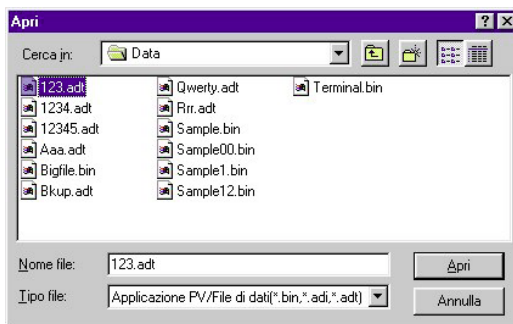 Apri
Cerca in: Data
123.adt
1234.adt
12345.adt
Aaa.adt
Bigfile.bin
Bkup.adt
Qwerty.adt
Rrr.adt
Sample.bin
Sample00.bin
Sample1.bin
Sample12.bin
Terminal.bin
Nome file: 123.adt Apri
Tipo file: Applicazione PV/File di dati(*.bin,*.adi,*.adt) Annulla